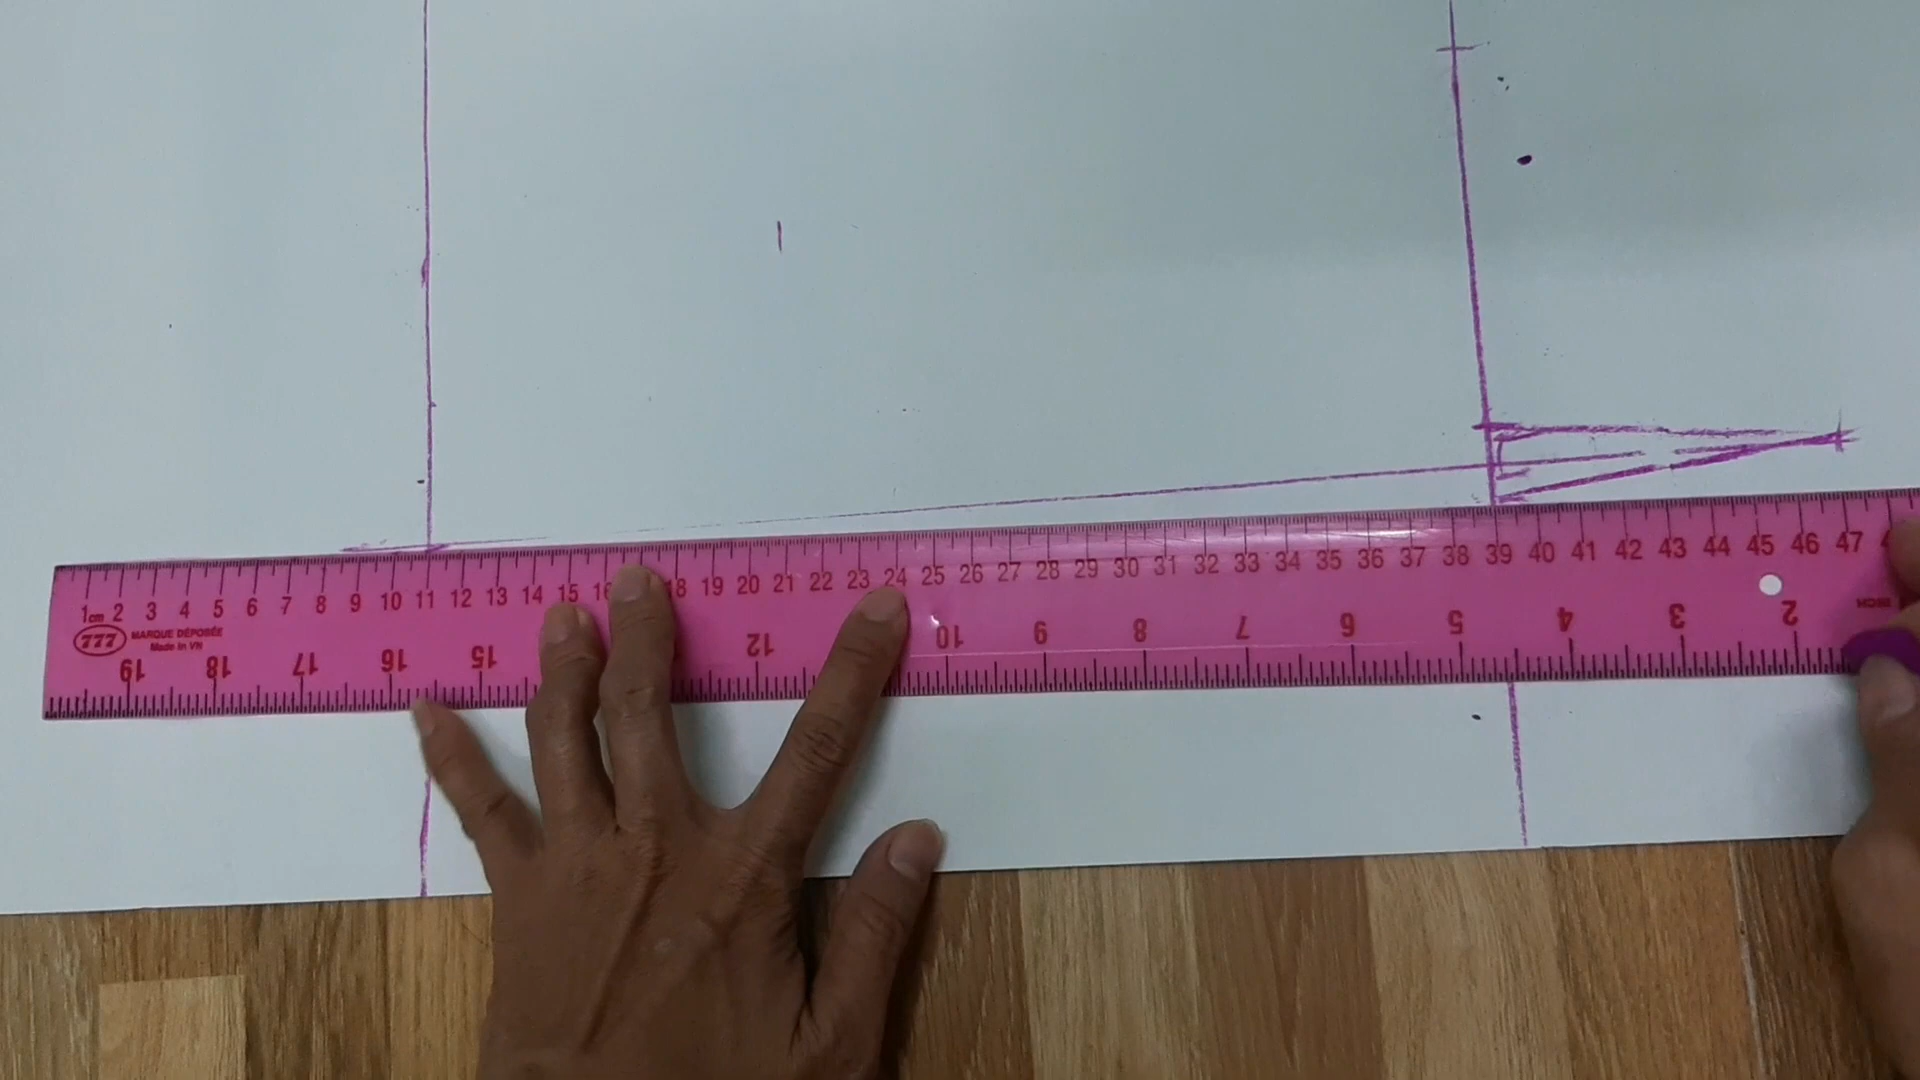 1cm 2 3 4 5 6 7 8 9 10 11 12 13 14 15 16 18 19 20 21 22 23 24 25 26 27 28 29 30 31 32 33 34 35 36 37 38 39 40 41 42 43 44 45 46 47
777 MARQUE DÉPOSÉE
Made in VN
19 18 17 16 15 12 10 9 8 7 6 5 4 3 2 INCH